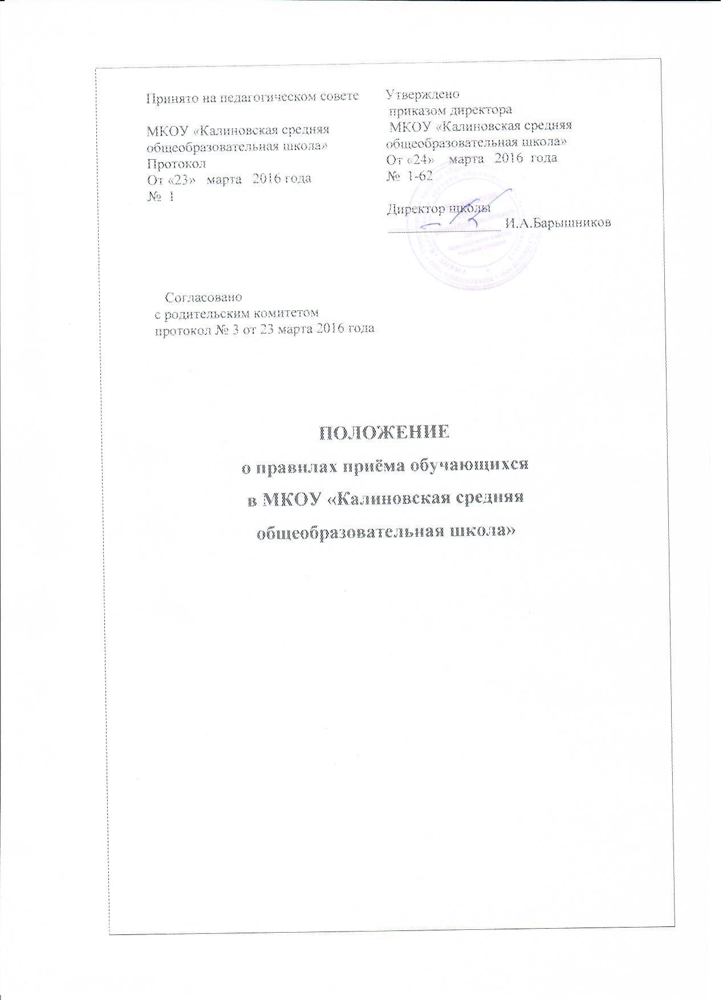 Принято на педагогическом совете
МКОУ «Калиновская средняя
общеобразовательная школа»
Протокол
От «23» марта 2016 года
№ 1
Утверждено
приказом директора
МКОУ «Калиновская средняя
общеобразовательная школа»
От «24» марта 2016 года
№ 1-62
Директор школы
И.А.Барышников
Согласовано
с родительским комитетом
протокол № 3 от 23 марта 2016 года
ПОЛОЖЕНИЕ
о правилах приёма обучающихся
в МКОУ «Калиновская средняя
общеобразовательная школа»